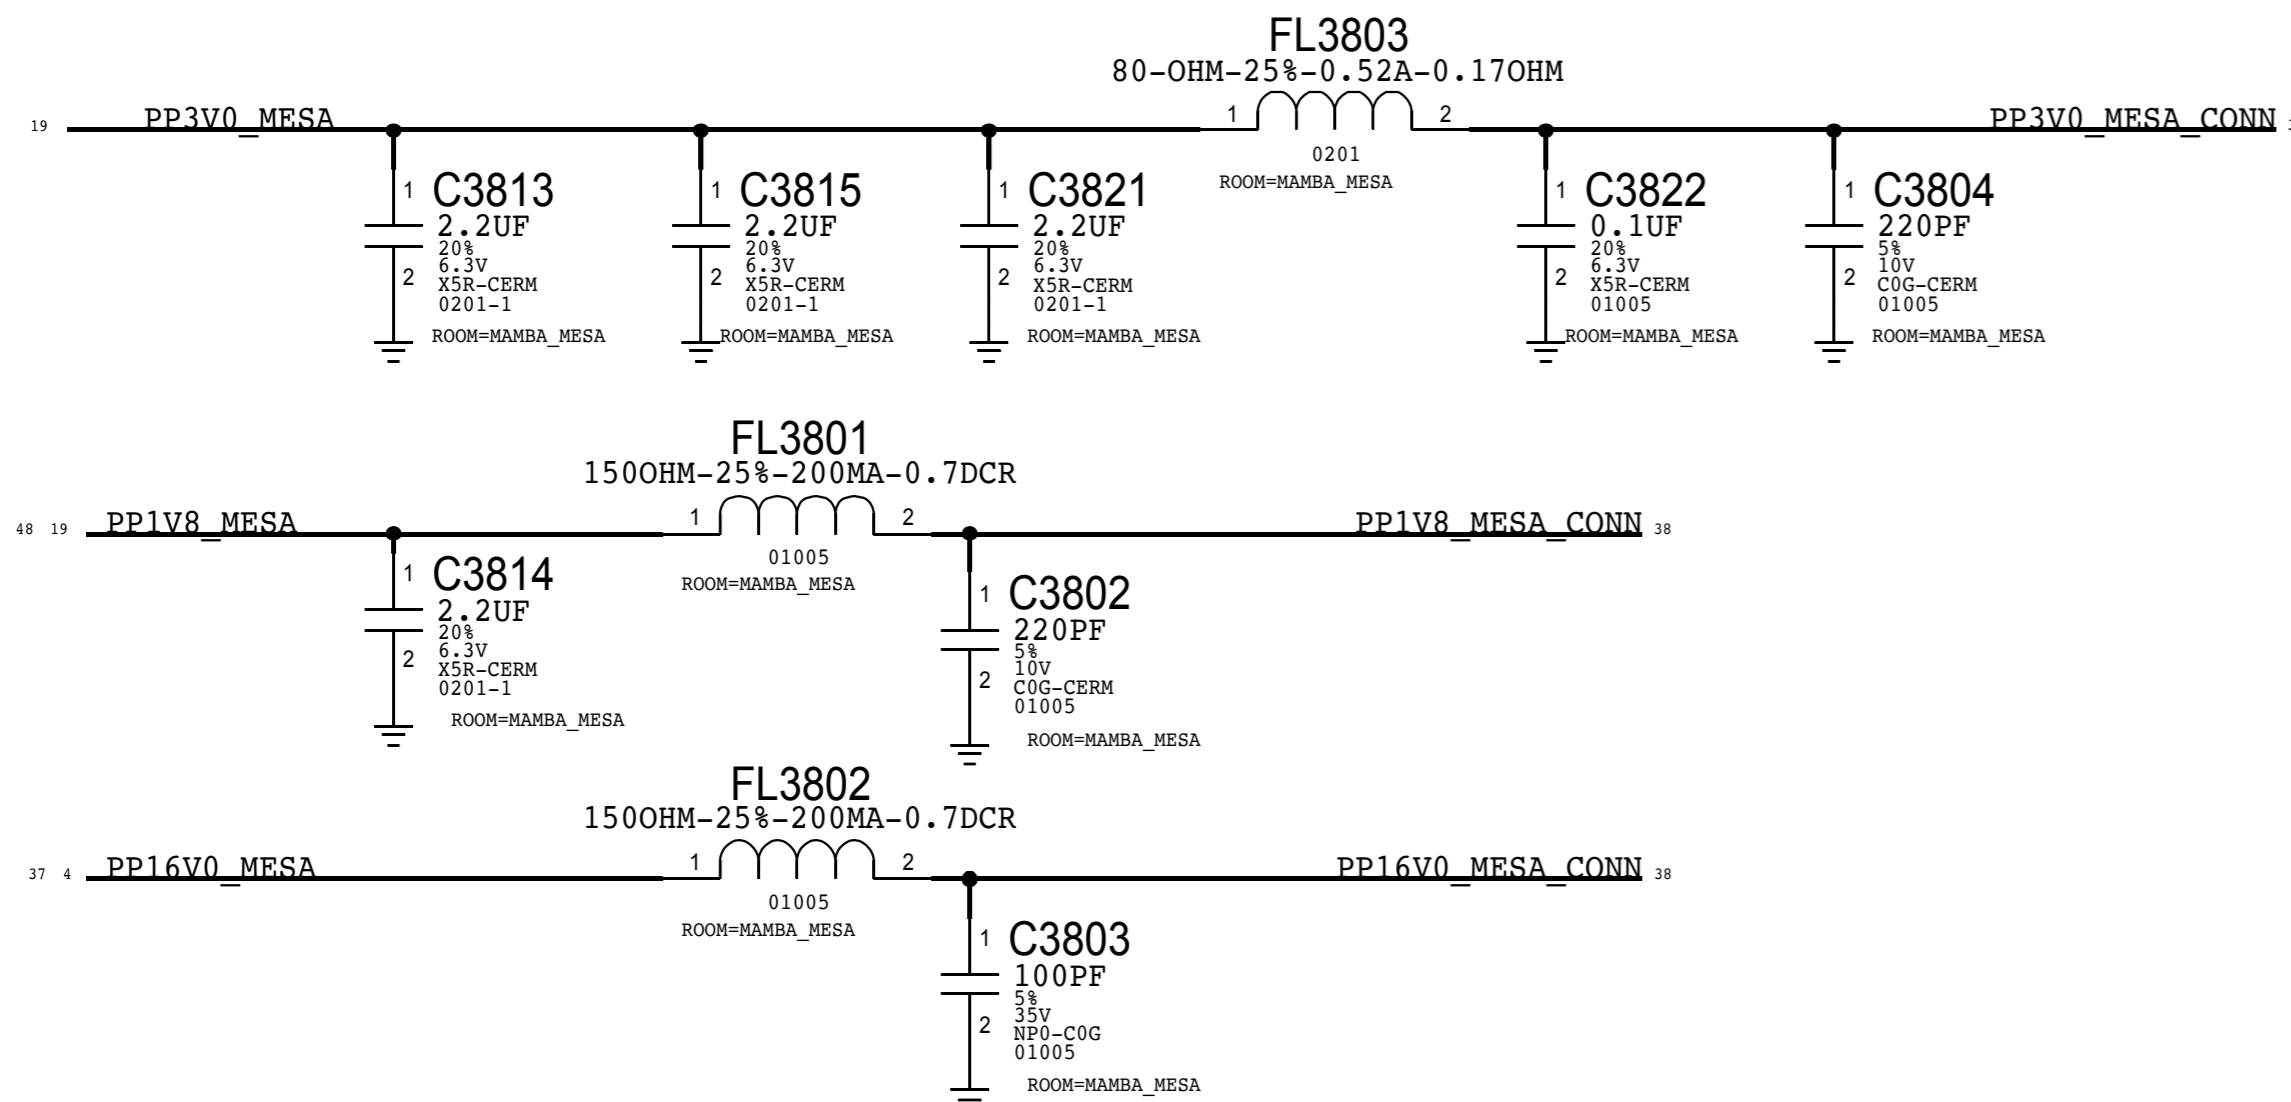 FL3803
80-OHM-25%-0.52A-0.17OHM
19 PP3V0_MESA 1 2 PP3V0_MESA_CONN
0201
ROOM=MAMBA_MESA
1 C3813
2.2UF
20%
6.3V
2 X5R-CERM
0201-1
ROOM=MAMBA_MESA
1 C3815
2.2UF
20%
6.3V
2 X5R-CERM
0201-1
ROOM=MAMBA_MESA
1 C3821
2.2UF
20%
6.3V
2 X5R-CERM
0201-1
ROOM=MAMBA_MESA
1 C3822
0.1UF
20%
6.3V
2 X5R-CERM
01005
ROOM=MAMBA_MESA
1 C3804
220PF
5%
10V
2 C0G-CERM
01005
ROOM=MAMBA_MESA
FL3801
150OHM-25%-200MA-0.7DCR
48 19 PP1V8_MESA 1 2 PP1V8_MESA_CONN 38
01005
ROOM=MAMBA_MESA
1 C3814
2.2UF
20%
6.3V
2 X5R-CERM
0201-1
ROOM=MAMBA_MESA
1 C3802
220PF
5%
10V
2 C0G-CERM
01005
ROOM=MAMBA_MESA
FL3802
150OHM-25%-200MA-0.7DCR
37 4 PP16V0_MESA 1 2 PP16V0_MESA_CONN 38
01005
ROOM=MAMBA_MESA
1 C3803
100PF
5%
35V
2 NP0-C0G
01005
ROOM=MAMBA_MESA